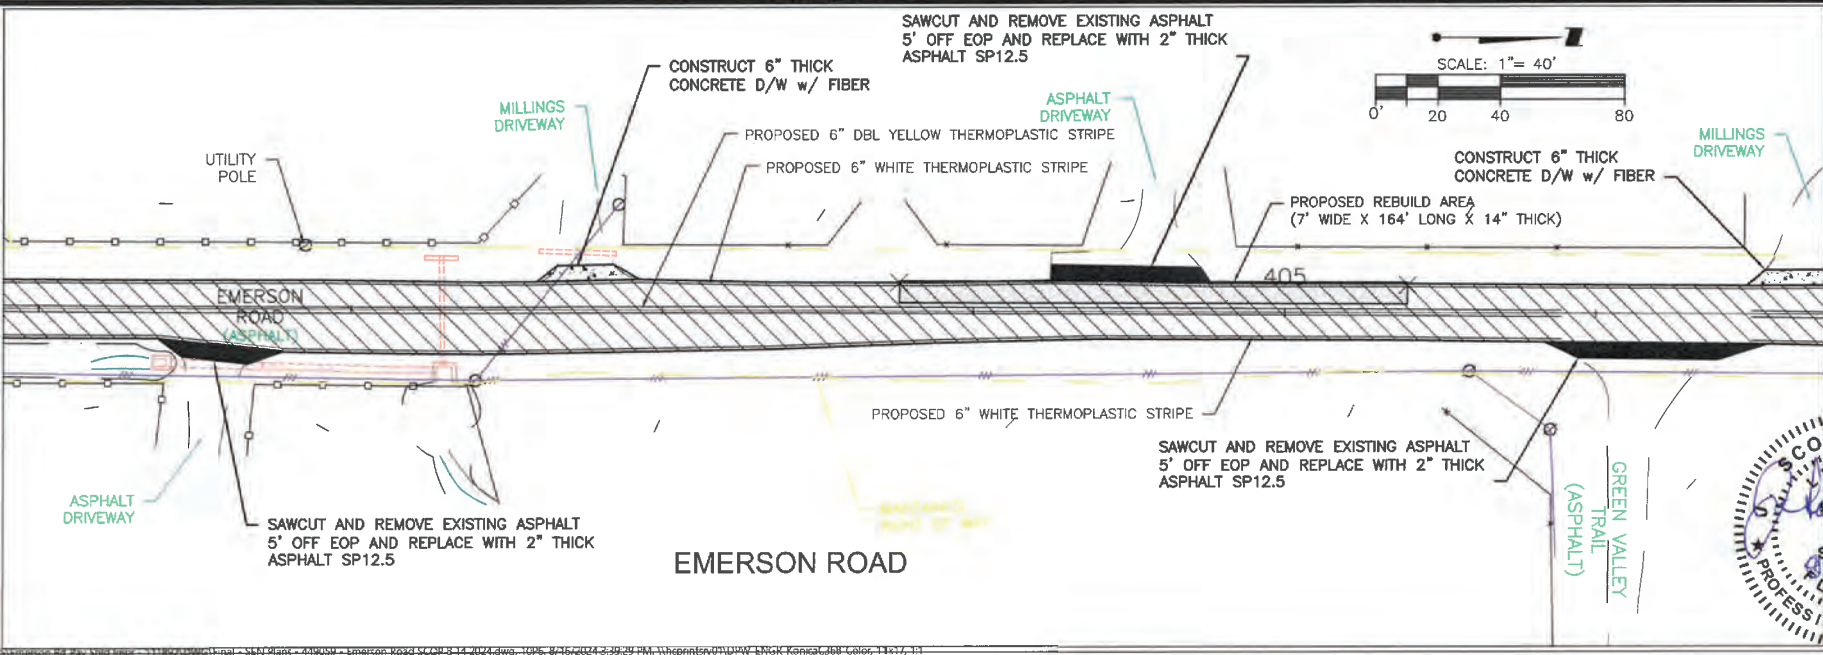 SAWCUT AND REMOVE EXISTING ASPHALT
5' OFF EOP AND REPLACE WITH 2" THICK
ASPHALT SP12.5
CONSTRUCT 6" THICK
CONCRETE D/W w/ FIBER
SCALE: 1"= 40'
0'
20
40
80
MILLINGS
DRIVEWAY
ASPHALT
DRIVEWAY
MILLINGS
DRIVEWAY
PROPOSED 6" DBL YELLOW THERMOPLASTIC STRIPE
UTILITY
POLE
PROPOSED 6" WHITE THERMOPLASTIC STRIPE
CONSTRUCT 6" THICK
CONCRETE D/W w/ FIBER
PROPOSED REBUILD AREA
(7' WIDE X 164' LONG X 14" THICK)
405
EMERSON
ROAD
(ASPHALT)
PROPOSED 6" WHITE THERMOPLASTIC STRIPE
SAWCUT AND REMOVE EXISTING ASPHALT
5' OFF EOP AND REPLACE WITH 2" THICK
ASPHALT SP12.5
ASPHALT
DRIVEWAY
SAWCUT AND REMOVE EXISTING ASPHALT
5' OFF EOP AND REPLACE WITH 2" THICK
ASPHALT SP12.5
EMERSON ROAD
GREEN VALLEY
TRAIL
(ASPHALT)
SCO
PROFESS